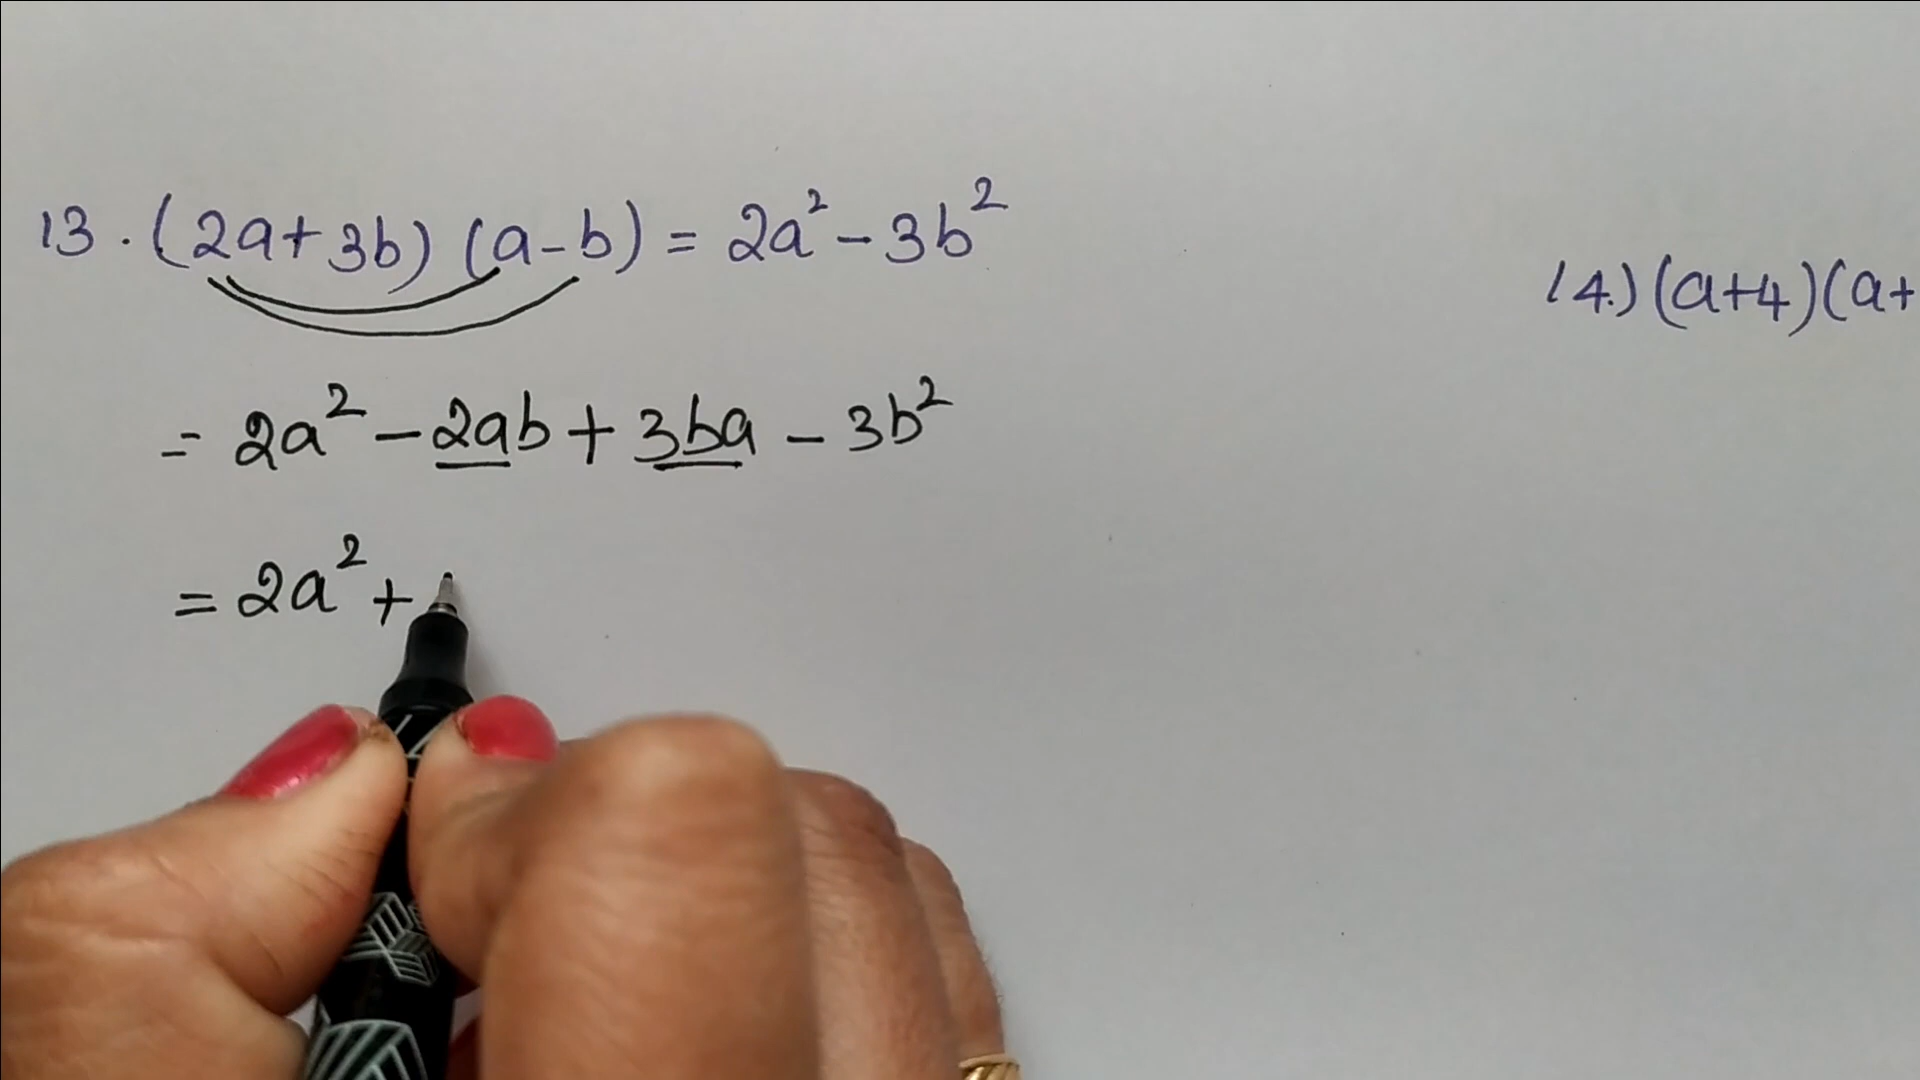 13. (2a+3b)(a-b) = 2a² - 3b²
14.) (a+4)(a+
= 2a² - 2ab + 3ba - 3b²
= 2a² +